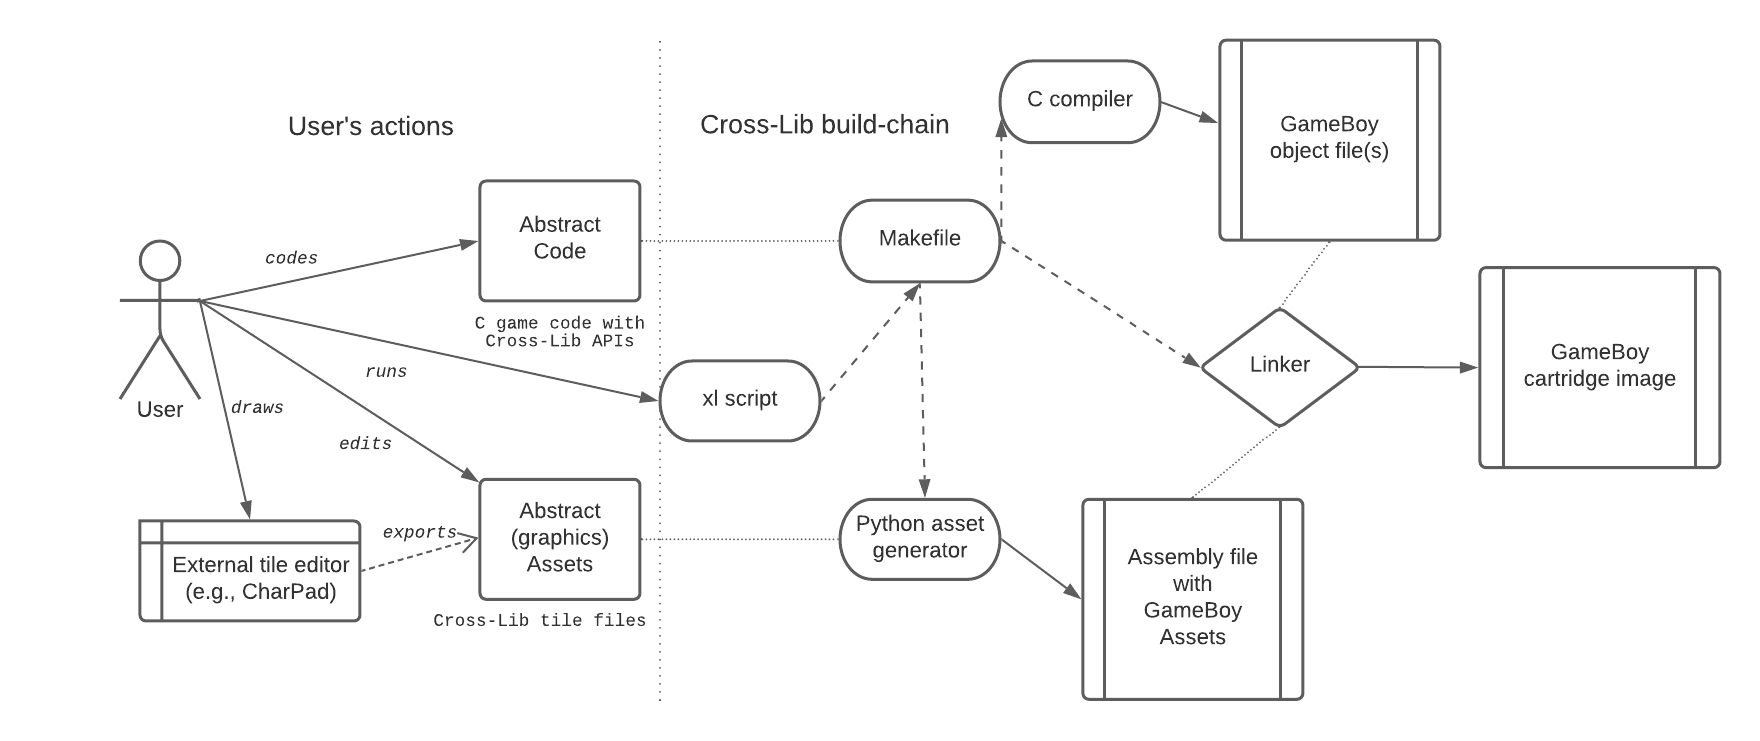 User's actions
Cross-Lib build-chain
C compiler
GameBoy
object file(s)
Abstract
Code
codes
Makefile
C game code with
Cross-Lib APIs
runs
xl script
Linker
GameBoy
cartridge image
User
draws
edits
exports
External tile editor
(e.g., CharPad)
Abstract
(graphics)
Assets
Cross-Lib tile files
Python asset
generator
Assembly file
with
GameBoy
Assets